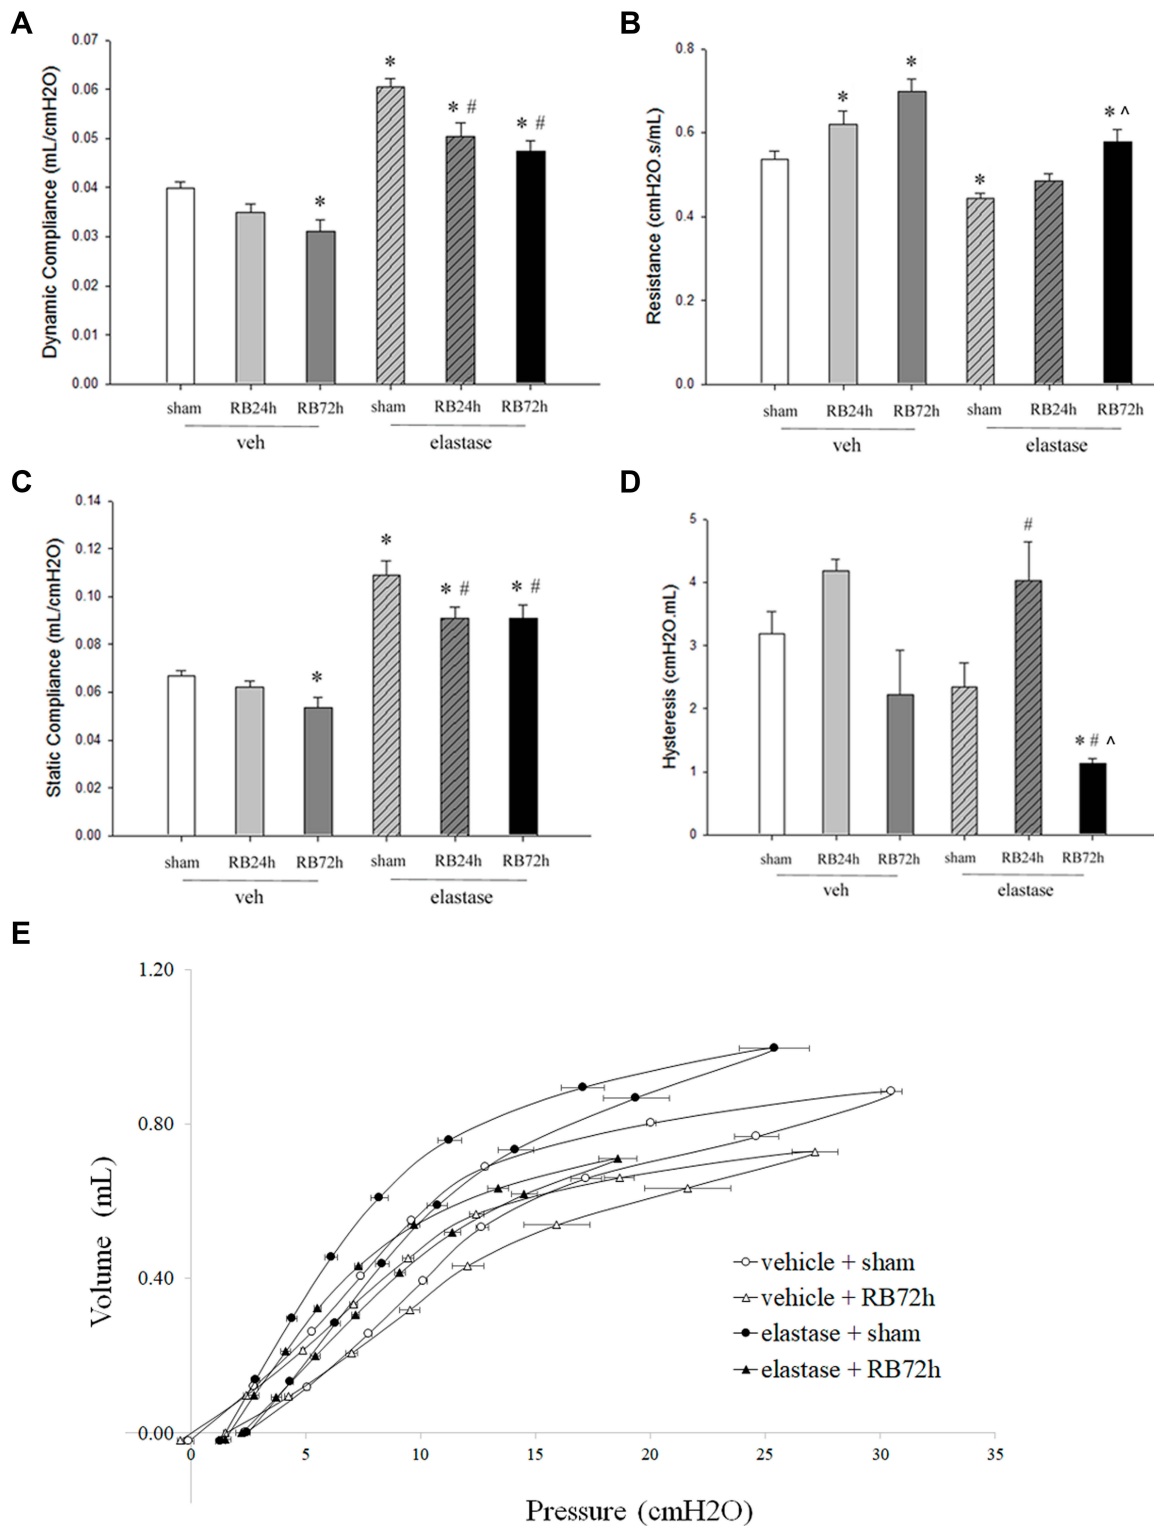 A
Dynamic Compliance (mL/cmH2O)
0.07
0.06
0.05
0.04
0.03
0.02
0.01
0.00
*
*
* #
* #
sham RB24h RB72h sham RB24h RB72h
veh elastase
B
Resistance (cmH2O.s/mL)
0.8
0.6
0.4
0.2
0.0
*
*
*
* ^
sham RB24h RB72h sham RB24h RB72h
veh elastase
C
Static Compliance (mL/cmH2O)
0.14
0.12
0.10
0.08
0.06
0.04
0.02
0.00
*
*
* #
* #
sham RB24h RB72h sham RB24h RB72h
veh elastase
D
Hysteresis (cmH2O.mL)
5
4
3
2
1
0
#
* # ^
sham RB24h RB72h sham RB24h RB72h
veh elastase
E
Volume (mL)
1.20
0.80
0.40
0.00
vehicle + sham
vehicle + RB72h
elastase + sham
elastase + RB72h
0 5 10 15 20 25 30 35
Pressure (cmH2O)